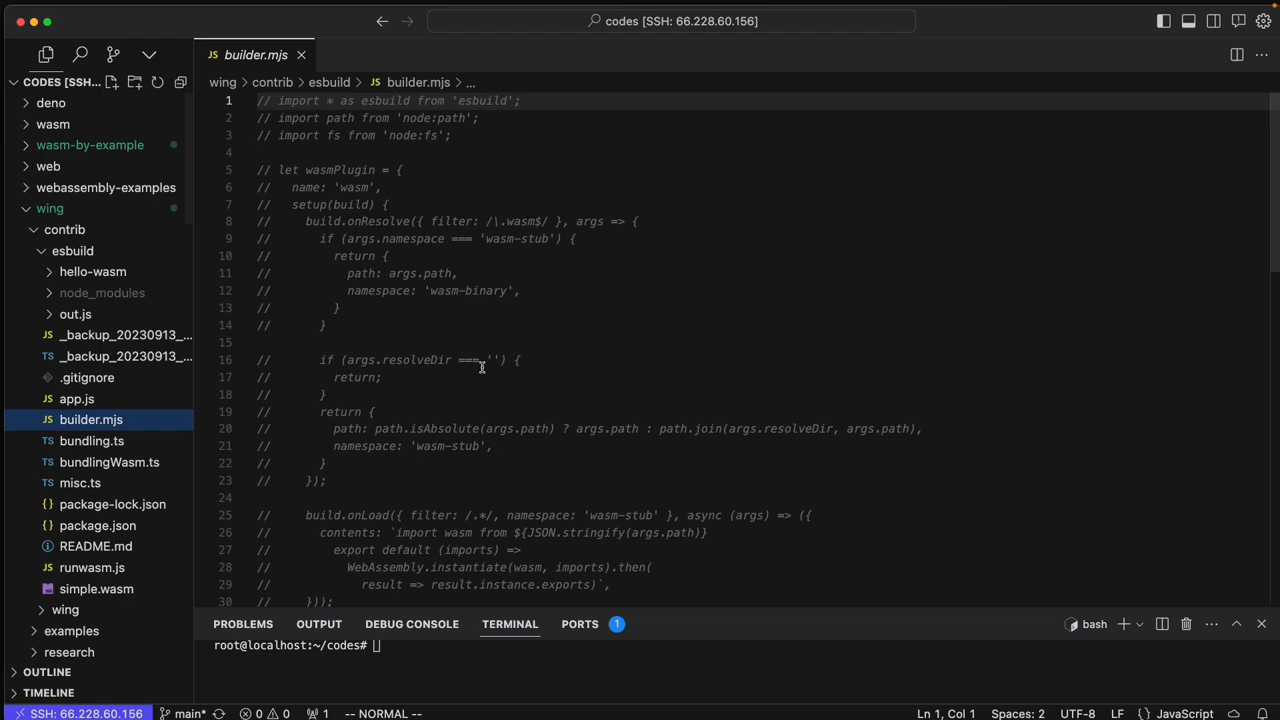 codes [SSH: 66.228.60.156]
CODES [SSH...
deno
wasm
wasm-by-example
web
webassembly-examples
wing
contrib
esbuild
hello-wasm
node_modules
out.js
JS _backup_20230913_...
TS _backup_20230913_...
.gitignore
JS app.js
JS builder.mjs
TS bundling.ts
TS bundlingWasm.ts
TS misc.ts
{} package-lock.json
{} package.json
README.md
JS runwasm.js
simple.wasm
wing
examples
research
OUTLINE
TIMELINE
JS builder.mjs
wing > contrib > esbuild > JS builder.mjs > ...
1 // import * as esbuild from 'esbuild';
2 // import path from 'node:path';
3 // import fs from 'node:fs';
4
5 // let wasmPlugin = {
6 //   name: 'wasm',
7 //   setup(build) {
8 //     build.onResolve({ filter: /\.wasm$/ }, args => {
9 //       if (args.namespace === 'wasm-stub') {
10 //         return {
11 //           path: args.path,
12 //           namespace: 'wasm-binary',
13 //         }
14 //       }
15
16 //       if (args.resolveDir === '') {
17 //         return;
18 //       }
19 //       return {
20 //         path: path.isAbsolute(args.path) ? args.path : path.join(args.resolveDir, args.path),
21 //         namespace: 'wasm-stub',
22 //       }
23 //     });
24
25 //     build.onLoad({ filter: /.*/, namespace: 'wasm-stub' }, async (args) => ({
26 //       contents: `import wasm from ${JSON.stringify(args.path)}
27 //         export default (imports) =>
28 //           WebAssembly.instantiate(wasm, imports).then(
29 //             result => result.instance.exports)`,
30 //     }));
PROBLEMS OUTPUT DEBUG CONSOLE TERMINAL PORTS 1
bash
root@localhost:~/codes#
SSH: 66.228.60.156 main* 0 0 1 -- NORMAL -- Ln 1, Col 1 Spaces: 2 UTF-8 LF {} JavaScript